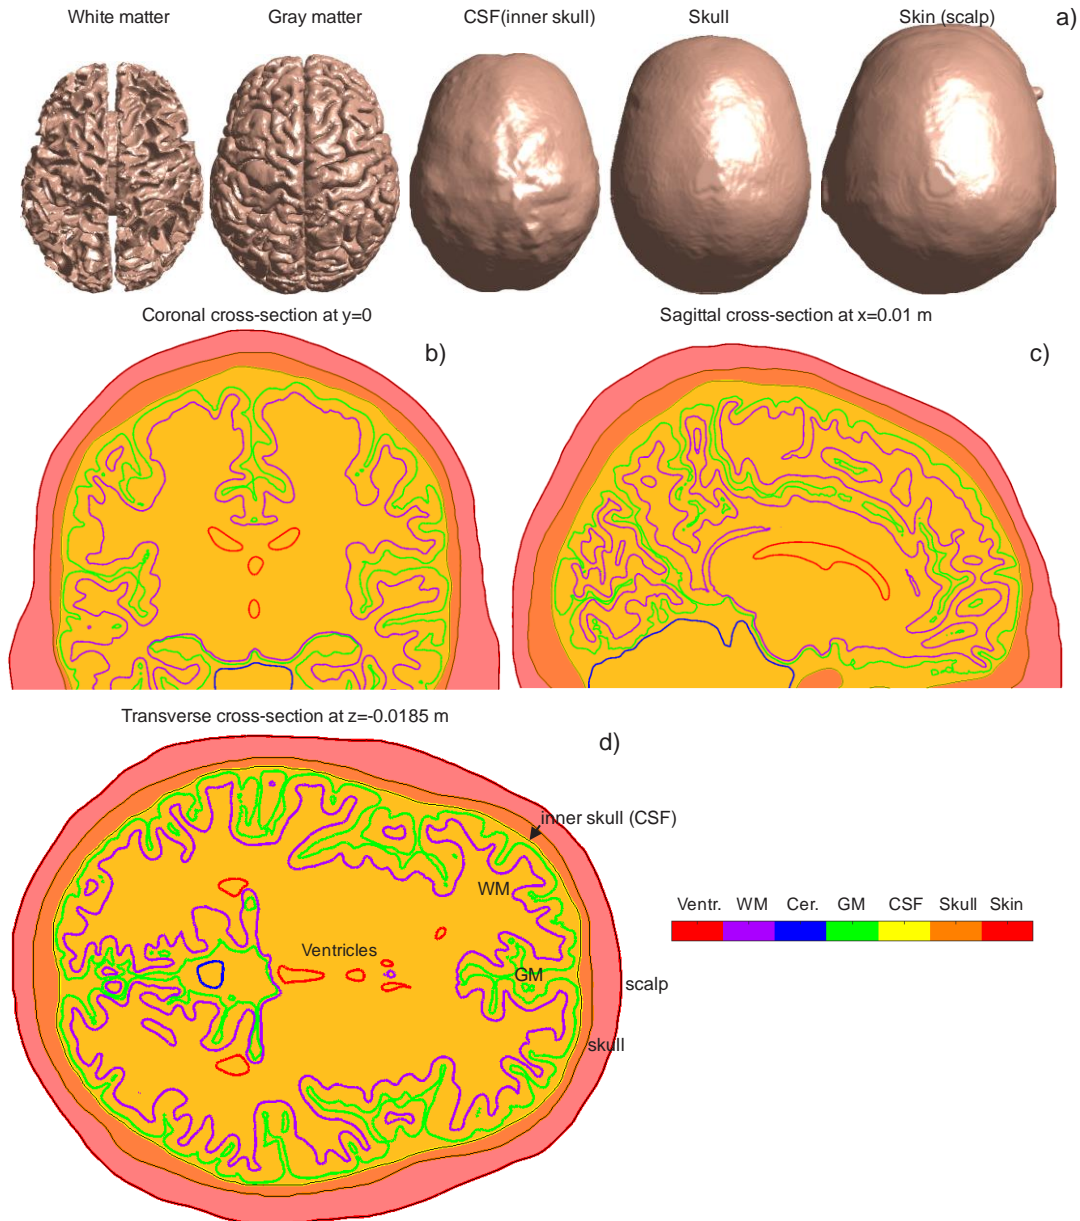 White matter Gray matter CSF(inner skull) Skull Skin (scalp) a)
Coronal cross-section at y=0 Sagittal cross-section at x=0.01 m
b) c)
Transverse cross-section at z=-0.0185 m
d)
inner skull (CSF)
WM
Ventr. WM Cer. GM CSF Skull Skin
Ventricles
GM
scalp
skull